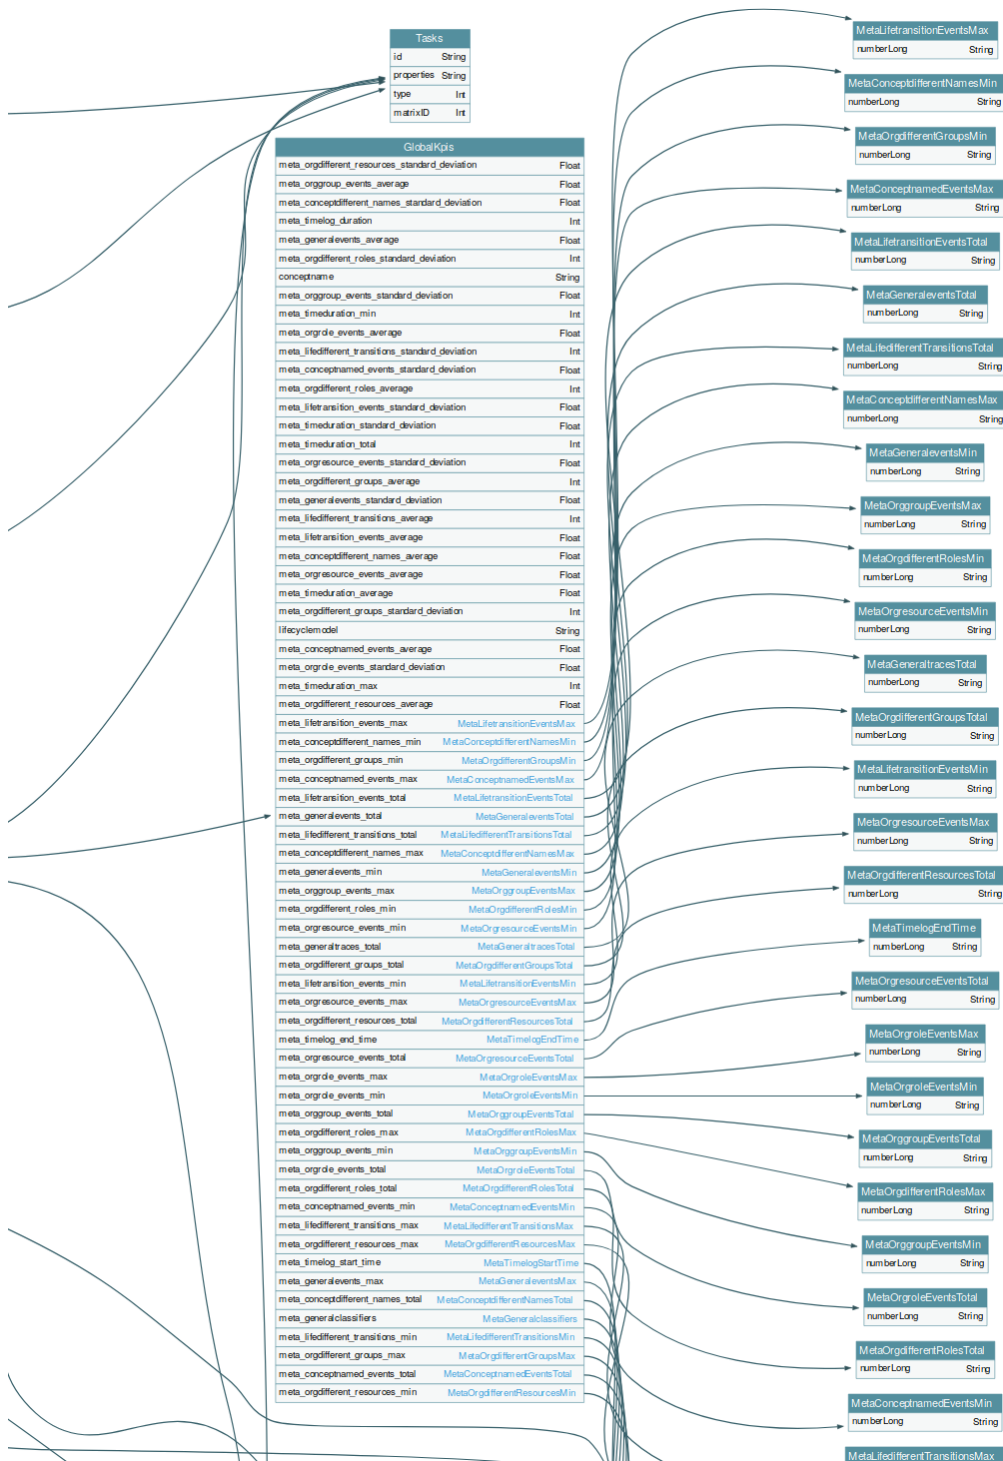 Tasks
id String
properties String
type Int
matrixID Int
GlobalKpis
meta_orgdifferent_resources_standard_deviation Float
meta_orggroup_events_average Float
meta_conceptdifferent_names_standard_deviation Float
meta_timelog_duration Int
meta_generalevents_average Float
meta_orgdifferent_roles_standard_deviation Int
conceptname String
meta_orggroup_events_standard_deviation Float
meta_timeduration_min Int
meta_orgrole_events_average Float
meta_lifedifferent_transitions_standard_deviation Int
meta_conceptnamed_events_standard_deviation Float
meta_orgdifferent_roles_average Int
meta_lifetransition_events_standard_deviation Float
meta_timeduration_standard_deviation Float
meta_timeduration_total Int
meta_orgresource_events_standard_deviation Float
meta_orgdifferent_groups_average Int
meta_generalevents_standard_deviation Float
meta_lifedifferent_transitions_average Int
meta_lifetransition_events_average Float
meta_conceptdifferent_names_average Float
meta_orgresource_events_average Float
meta_timeduration_average Float
meta_orgdifferent_groups_standard_deviation Int
lifecyclemodel String
meta_conceptnamed_events_average Float
meta_orgrole_events_standard_deviation Float
meta_timeduration_max Int
meta_orgdifferent_resources_average Float
meta_lifetransition_events_max MetaLifetransitionEventsMax
meta_conceptdifferent_names_min MetaConceptdifferentNamesMin
meta_orgdifferent_groups_min MetaOrgdifferentGroupsMin
meta_conceptnamed_events_max MetaConceptnamedEventsMax
meta_lifetransition_events_total MetaLifetransitionEventsTotal
meta_generalevents_total MetaGeneraleventsTotal
meta_lifedifferent_transitions_total MetaLifedifferentTransitionsTotal
meta_conceptdifferent_names_max MetaConceptdifferentNamesMax
meta_generalevents_min MetaGeneraleventsMin
meta_orggroup_events_max MetaOrggroupEventsMax
meta_orgdifferent_roles_min MetaOrgdifferentRolesMin
meta_orgresource_events_min MetaOrgresourceEventsMin
meta_generaltraces_total MetaGeneraltracesTotal
meta_orgdifferent_groups_total MetaOrgdifferentGroupsTotal
meta_lifetransition_events_min MetaLifetransitionEventsMin
meta_orgresource_events_max MetaOrgresourceEventsMax
meta_orgdifferent_resources_total MetaOrgdifferentResourcesTotal
meta_timelog_end_time MetaTimelogEndTime
meta_orgresource_events_total MetaOrgresourceEventsTotal
meta_orgrole_events_max MetaOrgroleEventsMax
meta_orgrole_events_min MetaOrgroleEventsMin
meta_orggroup_events_total MetaOrggroupEventsTotal
meta_orgdifferent_roles_max MetaOrgdifferentRolesMax
meta_orggroup_events_min MetaOrggroupEventsMin
meta_orgrole_events_total MetaOrgroleEventsTotal
meta_orgdifferent_roles_total MetaOrgdifferentRolesTotal
meta_conceptnamed_events_min MetaConceptnamedEventsMin
meta_lifedifferent_transitions_max MetaLifedifferentTransitionsMax
meta_orgdifferent_resources_max MetaOrgdifferentResourcesMax
meta_timelog_start_time MetaTimelogStartTime
meta_generalevents_max MetaGeneraleventsMax
meta_conceptdifferent_names_total MetaConceptdifferentNamesTotal
meta_generalclassifiers MetaGeneralclassifiers
meta_lifedifferent_transitions_min MetaLifedifferentTransitionsMin
meta_orgdifferent_groups_max MetaOrgdifferentGroupsMax
meta_conceptnamed_events_total MetaConceptnamedEventsTotal
meta_orgdifferent_resources_min MetaOrgdifferentResourcesMin
MetaLifetransitionEventsMax
numberLong String
MetaConceptdifferentNamesMin
numberLong String
MetaOrgdifferentGroupsMin
numberLong String
MetaConceptnamedEventsMax
numberLong String
MetaLifetransitionEventsTotal
numberLong String
MetaGeneraleventsTotal
numberLong String
MetaLifedifferentTransitionsTotal
numberLong String
MetaConceptdifferentNamesMax
numberLong String
MetaGeneraleventsMin
numberLong String
MetaOrggroupEventsMax
numberLong String
MetaOrgdifferentRolesMin
numberLong String
MetaOrgresourceEventsMin
numberLong String
MetaGeneraltracesTotal
numberLong String
MetaOrgdifferentGroupsTotal
numberLong String
MetaLifetransitionEventsMin
numberLong String
MetaOrgresourceEventsMax
numberLong String
MetaOrgdifferentResourcesTotal
numberLong String
MetaTimelogEndTime
numberLong String
MetaOrgresourceEventsTotal
numberLong String
MetaOrgroleEventsMax
numberLong String
MetaOrgroleEventsMin
numberLong String
MetaOrggroupEventsTotal
numberLong String
MetaOrgdifferentRolesMax
numberLong String
MetaOrggroupEventsMin
numberLong String
MetaOrgroleEventsTotal
numberLong String
MetaOrgdifferentRolesTotal
numberLong String
MetaConceptnamedEventsMin
numberLong String
MetaLifedifferentTransitionsMax